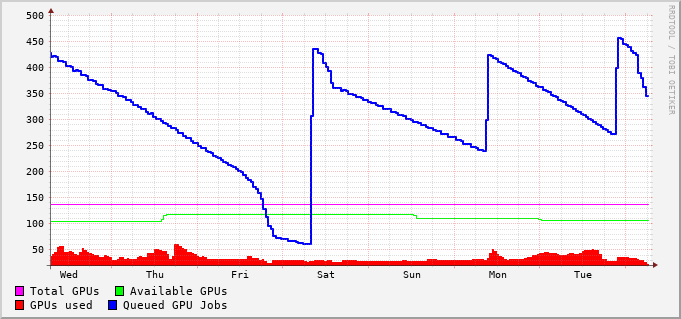 500
450
400
350
300
250
200
150
100
50
Wed Thu Fri Sat Sun Mon Tue
Total GPUs Available GPUs
GPUs used Queued GPU Jobs
RRDTOOL / TOBI OETIKER